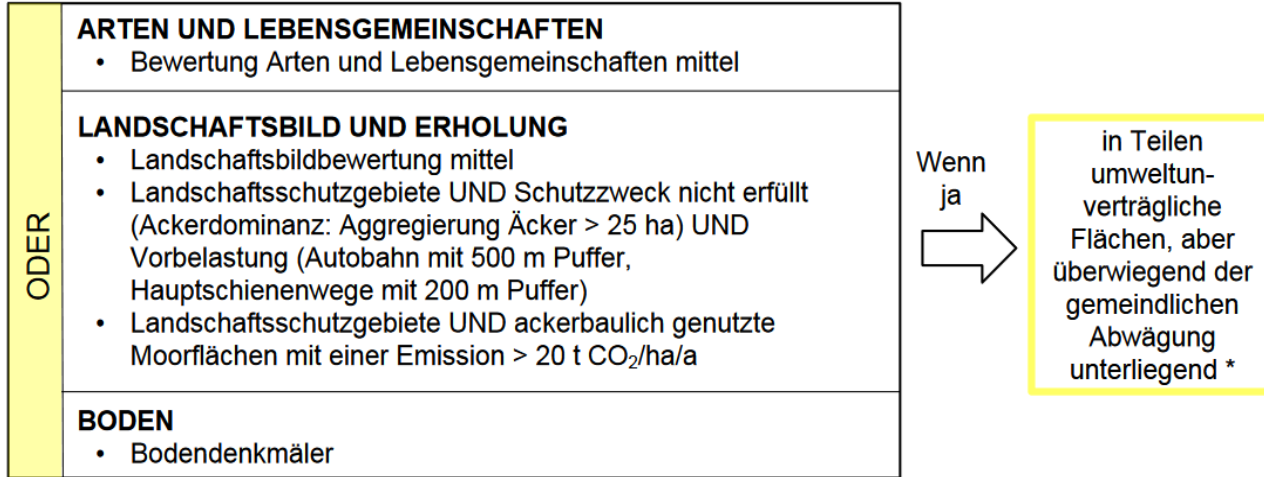 ODER
ARTEN UND LEBENSGEMEINSCHAFTEN
• Bewertung Arten und Lebensgemeinschaften mittel
LANDSCHAFTSBILD UND ERHOLUNG
• Landschaftsbildbewertung mittel
• Landschaftsschutzgebiete UND Schutzzweck nicht erfüllt
(Ackerdominanz: Aggregierung Äcker > 25 ha) UND
Vorbelastung (Autobahn mit 500 m Puffer,
Hauptschienenwege mit 200 m Puffer)
• Landschaftsschutzgebiete UND ackerbaulich genutzte
Moorflächen mit einer Emission > 20 t CO₂/ha/a
BODEN
• Bodendenkmäler
Wenn
ja
in Teilen
umweltun-
verträgliche
Flächen, aber
überwiegend der
gemeindlichen
Abwägung
unterliegend *